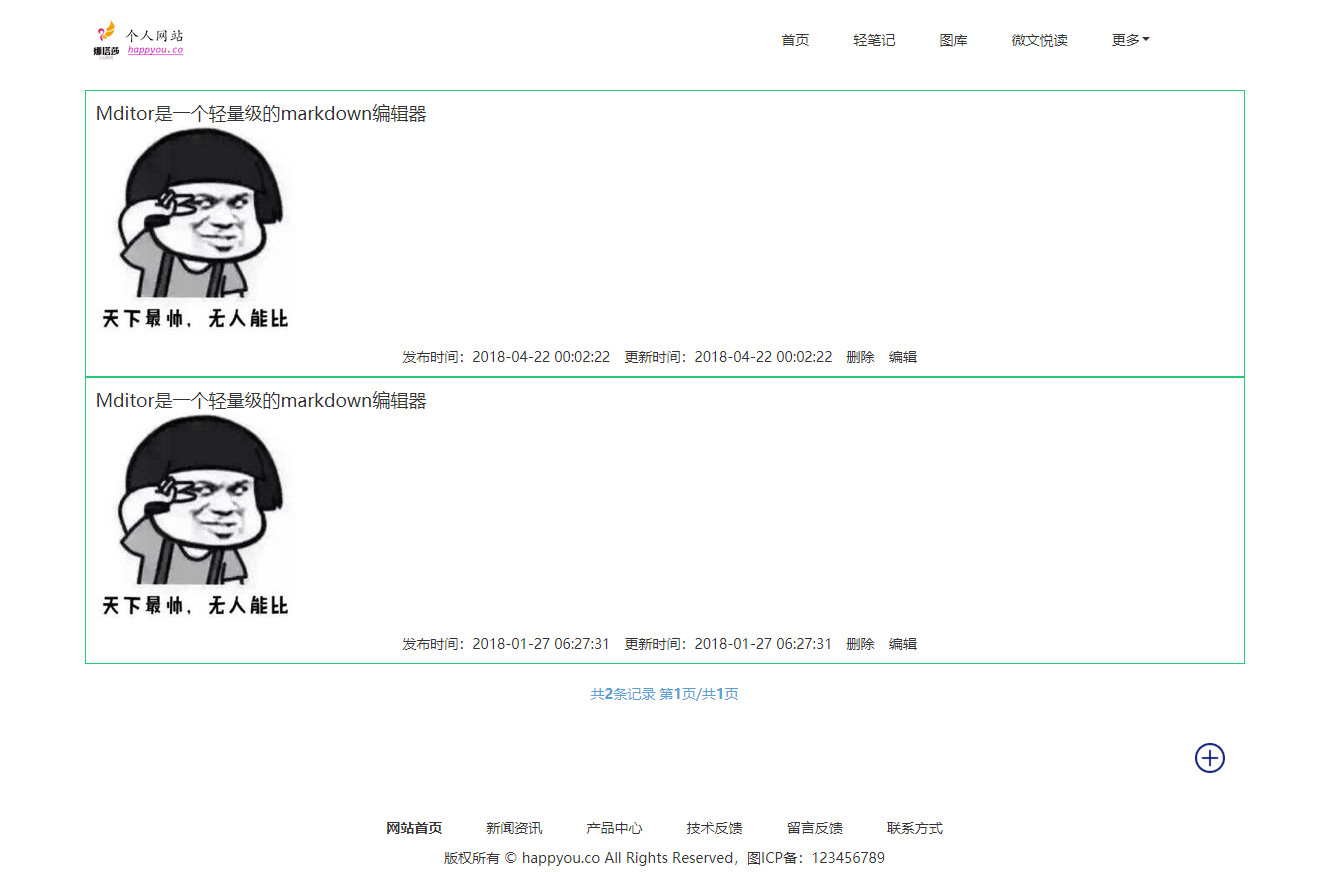 娜塔莎 个人网站
happyou.co
首页 轻笔记 图库 微文悦读 更多
Mditor是一个轻量级的markdown编辑器
天下最帅，无人能比
发布时间：2018-04-22 00:02:22 更新时间：2018-04-22 00:02:22 删除 编辑
Mditor是一个轻量级的markdown编辑器
天下最帅，无人能比
发布时间：2018-01-27 06:27:31 更新时间：2018-01-27 06:27:31 删除 编辑
共2条记录 第1页/共1页
网站首页 新闻资讯 产品中心 技术反馈 留言反馈 联系方式
版权所有 © happyou.co All Rights Reserved，图ICP备：123456789